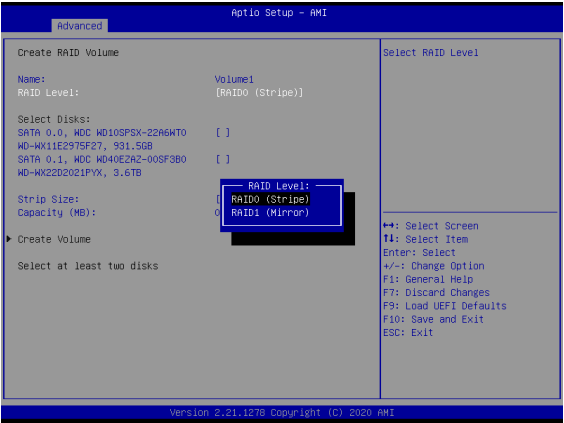 Aptio Setup - AMI
Advanced
Create RAID Volume
Name: Volume1
RAID Level: [RAID0 (Stripe)]
Select Disks:
SATA 0.0, WDC WD10SPSX-22A6WT0 [ ]
WD-WX11E2975F27, 931.5GB
SATA 0.1, WDC WD40EZAZ-00SF3B0 [ ]
WD-WX22D2021PYX, 3.6TB
Strip Size: [
Capacity (MB): 0
Create Volume
Select at least two disks
RAID Level:
RAID0 (Stripe)
RAID1 (Mirror)
Select RAID Level
↔: Select Screen
↑↓: Select Item
Enter: Select
+/-: Change Option
F1: General Help
F7: Discard Changes
F9: Load UEFI Defaults
F10: Save and Exit
ESC: Exit
Version 2.21.1278 Copyright (C) 2020 AMI